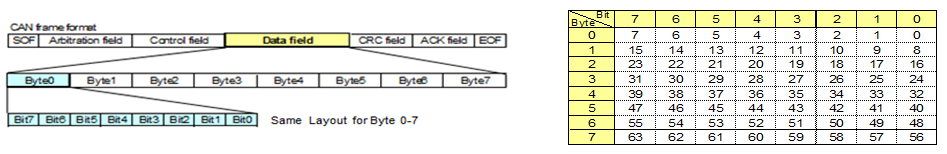 CAN frame format
SOF Arbitration field Control field Data field CRC field ACK field EOF
Byte0 Byte1 Byte2 Byte3 Byte4 Byte5 Byte6 Byte7
Bit7 Bit6 Bit5 Bit4 Bit3 Bit2 Bit1 Bit0 Same Layout for Byte 0-7
Byte Bit 7 6 5 4 3 2 1 0
0 7 6 5 4 3 2 1 0
1 15 14 13 12 11 10 9 8
2 23 22 21 20 19 18 17 16
3 31 30 29 28 27 26 25 24
4 39 38 37 36 35 34 33 32
5 47 46 45 44 43 42 41 40
6 55 54 53 52 51 50 49 48
7 63 62 61 60 59 58 57 56